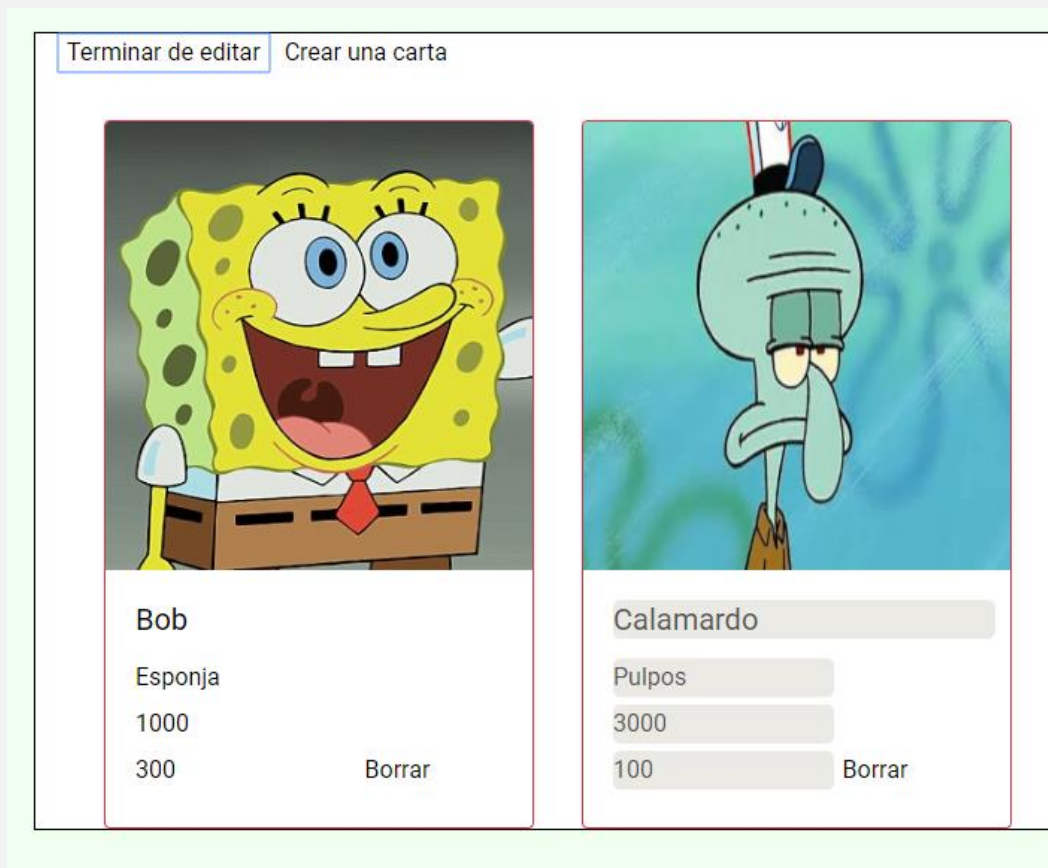 Terminar de editar Crear una carta
Bob
Esponja
1000
300 Borrar
Calamardo
Pulpos
3000
100 Borrar